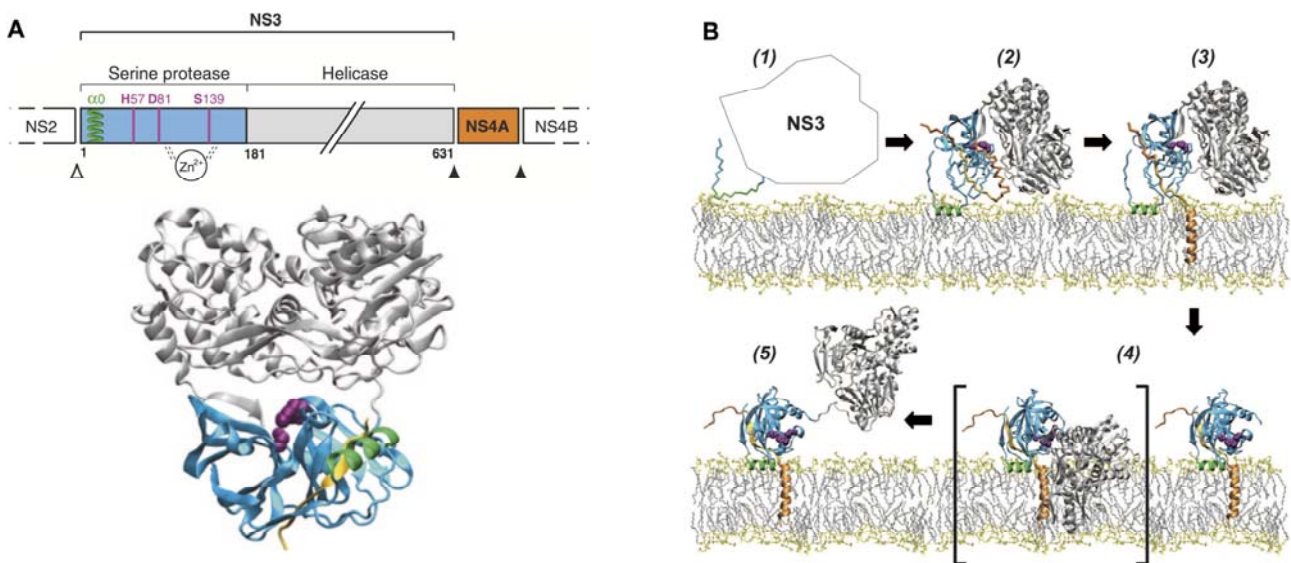 A
NS3
Serine protease
Helicase
α0
H57 D81
S139
NS2
NS4A
NS4B
1
181
631
Zn2+
B
(1)
(2)
(3)
NS3
(5)
(4)